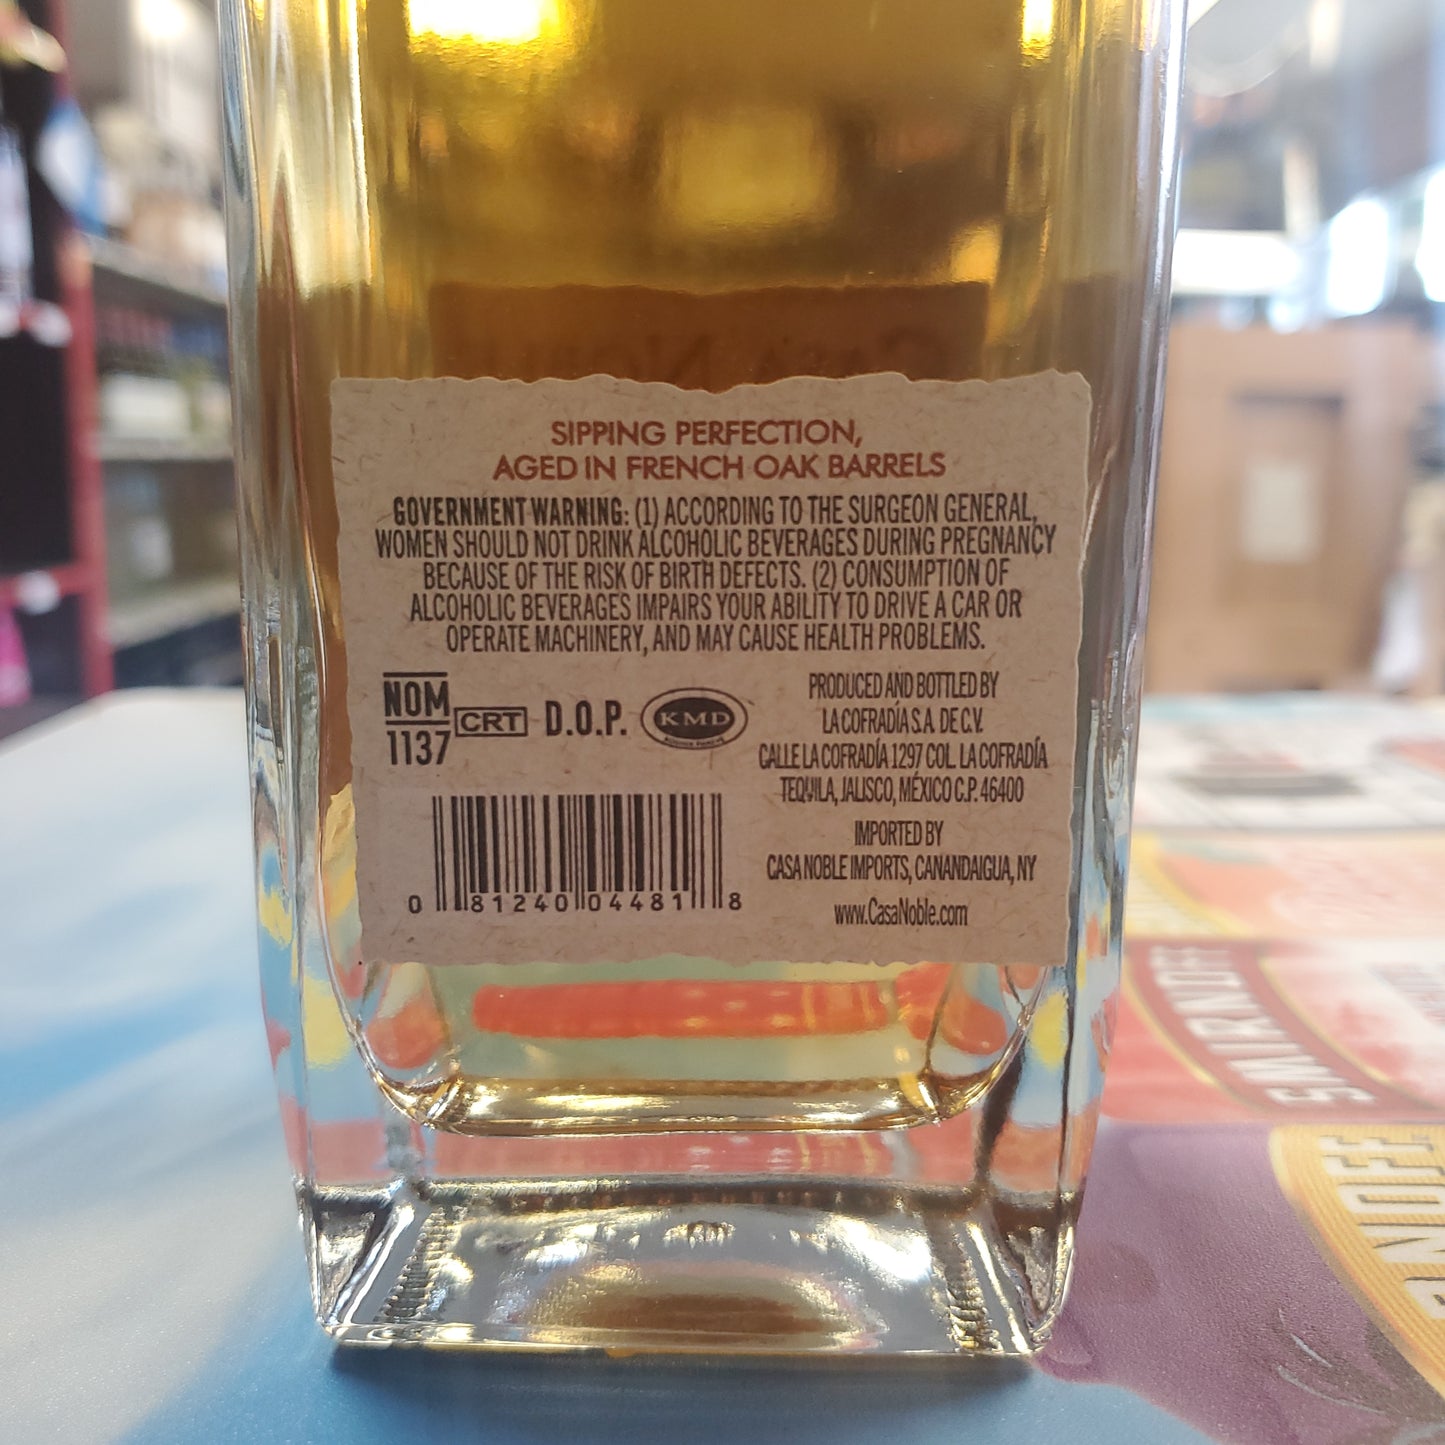 SIPPING PERFECTION,
AGED IN FRENCH OAK BARRELS
GOVERNMENT WARNING: (1) ACCORDING TO THE SURGEON GENERAL,
WOMEN SHOULD NOT DRINK ALCOHOLIC BEVERAGES DURING PREGNANCY
BECAUSE OF THE RISK OF BIRTH DEFECTS. (2) CONSUMPTION OF
ALCOHOLIC BEVERAGES IMPAIRS YOUR ABILITY TO DRIVE A CAR OR
OPERATE MACHINERY, AND MAY CAUSE HEALTH PROBLEMS.
NOM
1137
CRT
D.O.P.
KMD
PRODUCED AND BOTTLED BY
LA COFRADÍA S.A. DE C.V.
CALLE LA COFRADÍA 1297 COL. LA COFRADÍA
TEQUILA, JALISCO, MÉXICO C.P. 46400
IMPORTED BY
CASA NOBLE IMPORTS, CANANDAIGUA, NY
www.CasaNoble.com
0 81240 04481 8
SMIRNOFF